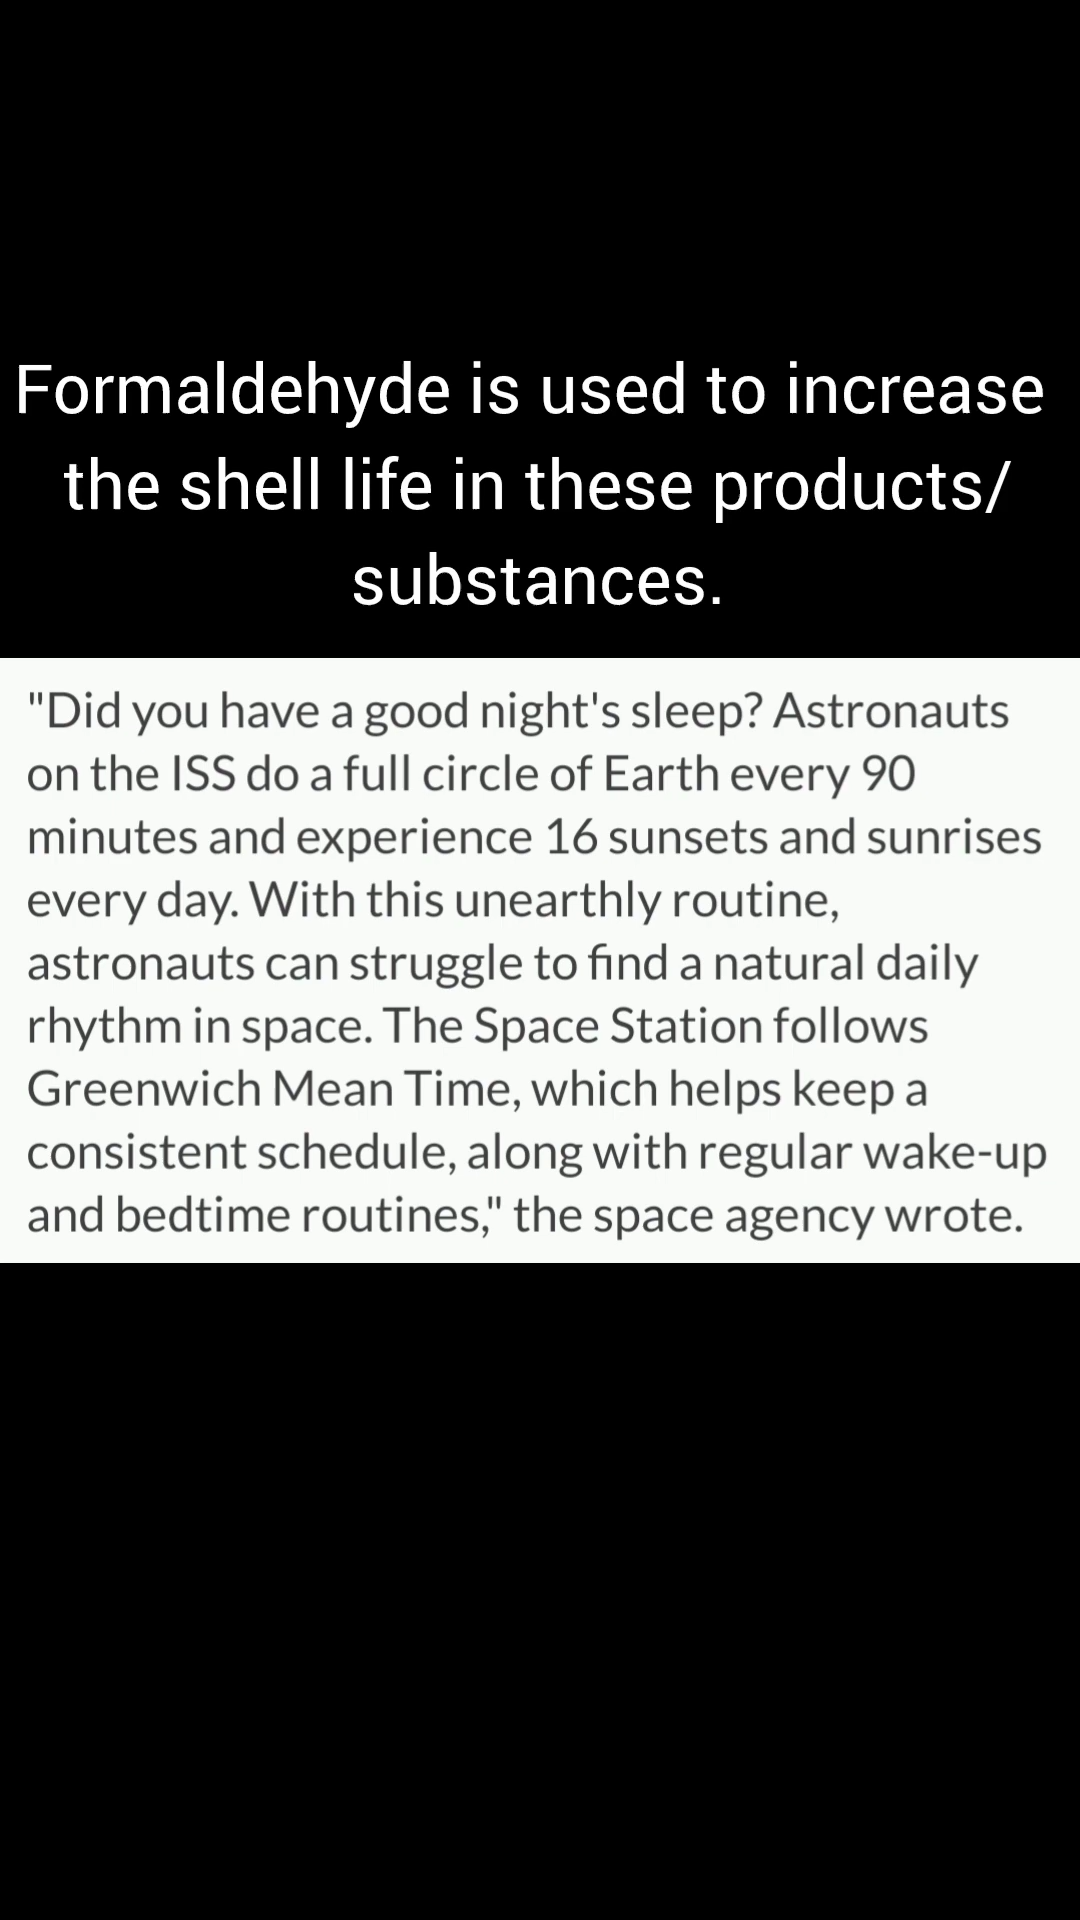 Formaldehyde is used to increase
the shell life in these products/
substances.
"Did you have a good night's sleep? Astronauts
on the ISS do a full circle of Earth every 90
minutes and experience 16 sunsets and sunrises
every day. With this unearthly routine,
astronauts can struggle to find a natural daily
rhythm in space. The Space Station follows
Greenwich Mean Time, which helps keep a
consistent schedule, along with regular wake-up
and bedtime routines," the space agency wrote.